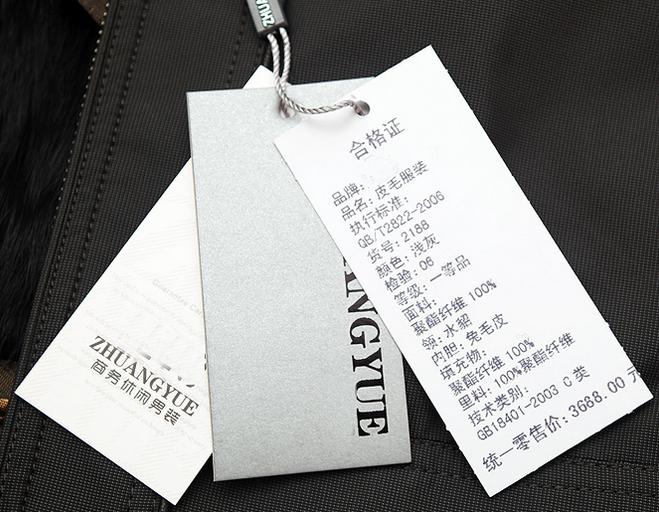 ZHUA
Guarantee Ca
ZHUANGYUE
商务休闲男装
ANGYUE
合格证
品牌:
品名: 皮毛服装
执行标准:
QB/T2822-2006
货号: 2188
颜色: 浅灰
检验: 06
等级: 一等品
面料:
聚酯纤维 100%
领: 水貂
内胆: 兔毛皮
填充物:
聚酯纤维 100%
里料: 100%聚酯纤维
技术类别:
GB18401-2003 C 类
统一零售价: 3688.00 元